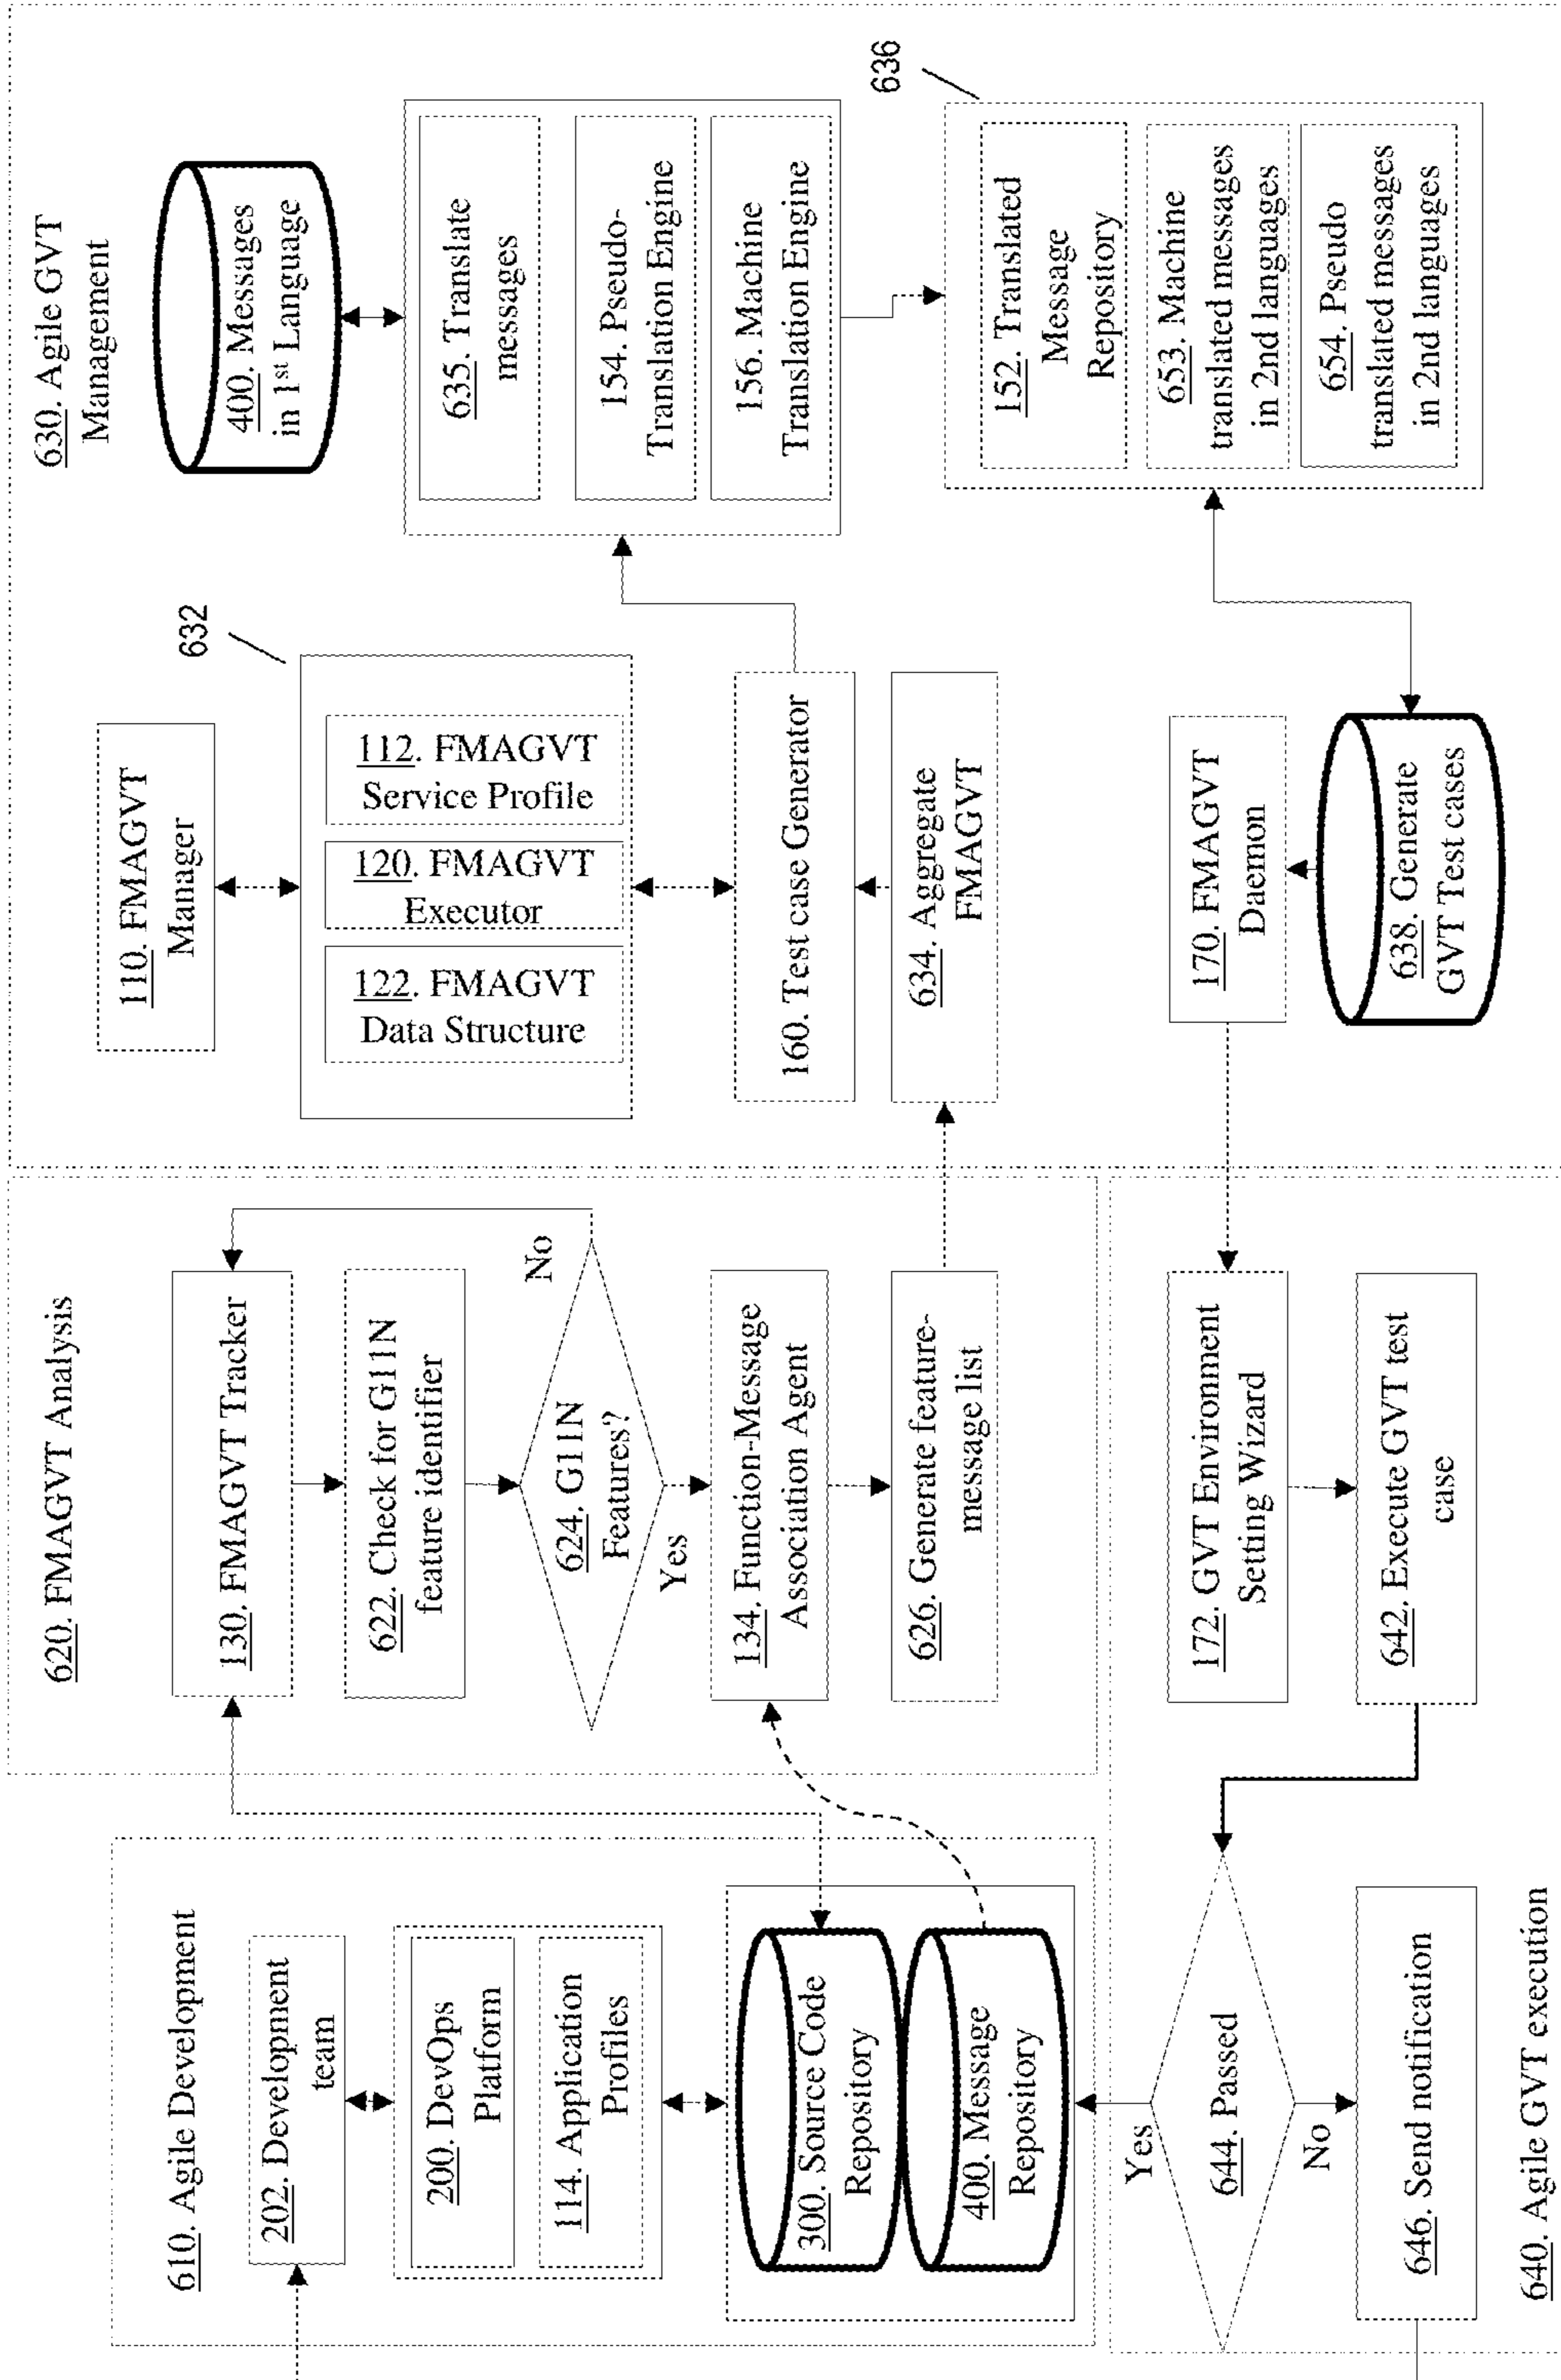 610. Agile Development
202. Development
team
200. DevOps
Platform
114. Application
Profiles
300. Source Code
Repository
400. Message
Repository
620. FMAGVT Analysis
130. FMAGVT Tracker
622. Check for G11N
feature identifier
624. G11N
Features?
No
Yes
134. Function-Message
Association Agent
626. Generate feature-
message list
630. Agile GVT
Management
110. FMAGVT
Manager
632
112. FMAGVT
Service Profile
120. FMAGVT
Executor
122. FMAGVT
Data Structure
160. Test case Generator
634. Aggregate
FMAGVT
400. Messages
in 1st Language
635. Translate
messages
154. Pseudo-
Translation Engine
156. Machine
Translation Engine
636
152. Translated
Message
Repository
653. Machine
translated messages
in 2nd languages
654. Pseudo
translated messages
in 2nd languages
170. FMAGVT
Daemon
638. Generate
GVT Test cases
172. GVT Environment
Setting Wizard
642. Execute GVT test
case
644. Passed
Yes
No
646. Send notification
640. Agile GVT execution